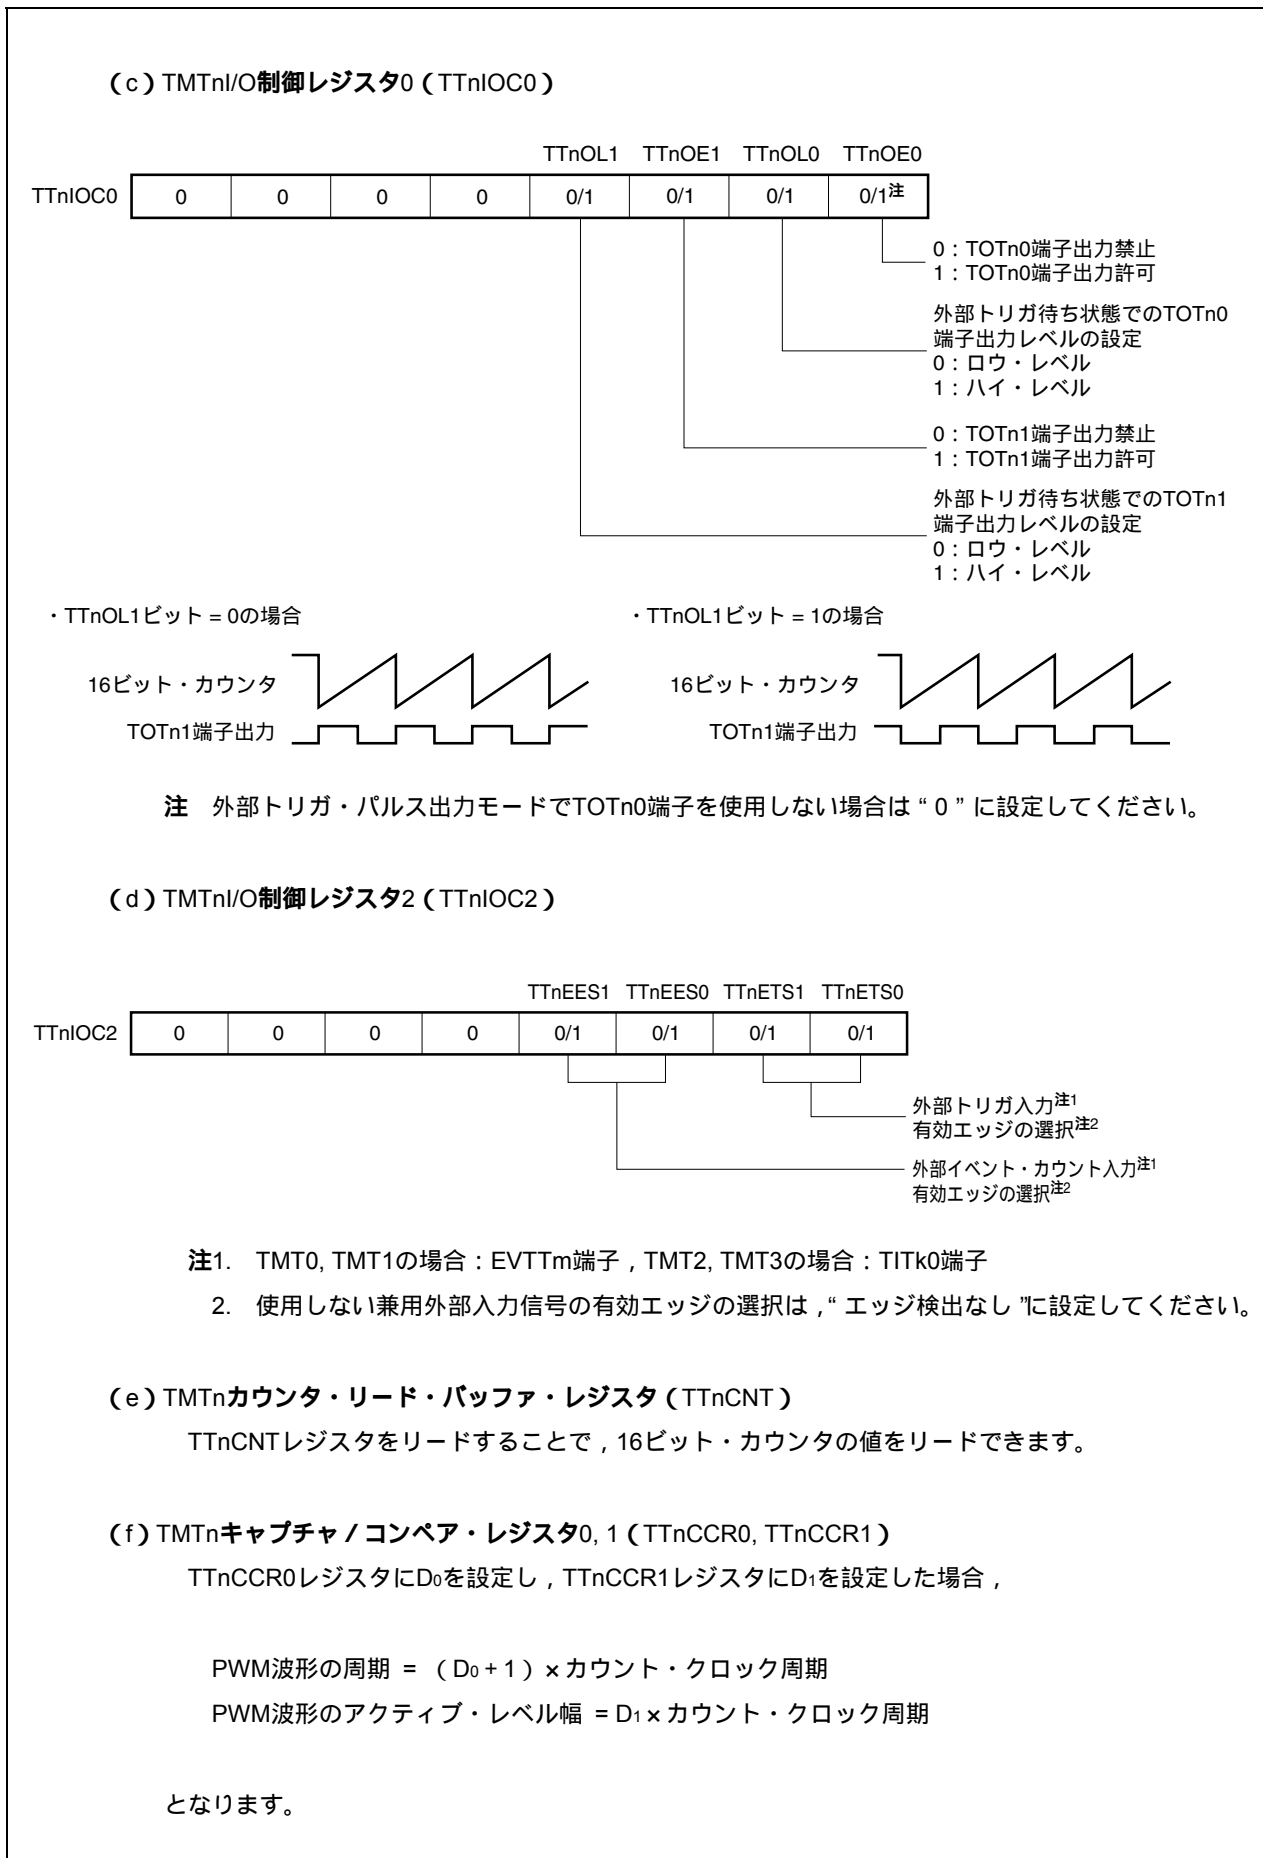 (c) TMTnI/O制御レジスタ0 (TTnIOC0)
TTnOL1 TTnOE1 TTnOL0 TTnOE0
TTnIOC0 0 0 0 0 0/1 0/1 0/1 0/1注
0：TOTn0端子出力禁止
1：TOTn0端子出力許可
外部トリガ待ち状態でのTOTn0
端子出力レベルの設定
0：ロウ・レベル
1：ハイ・レベル
0：TOTn1端子出力禁止
1：TOTn1端子出力許可
外部トリガ待ち状態でのTOTn1
端子出力レベルの設定
0：ロウ・レベル
1：ハイ・レベル
・TTnOL1ビット = 0の場合
16ビット・カウンタ
TOTn1端子出力
・TTnOL1ビット = 1の場合
16ビット・カウンタ
TOTn1端子出力
注 外部トリガ・パルス出力モードでTOTn0端子を使用しない場合は“0”に設定してください。
(d) TMTnI/O制御レジスタ2 (TTnIOC2)
TTnEES1 TTnEES0 TTnETS1 TTnETS0
TTnIOC2 0 0 0 0 0/1 0/1 0/1 0/1
外部トリガ入力注1
有効エッジの選択注2
外部イベント・カウント入力注1
有効エッジの選択注2
注1. TMT0, TMT1の場合：EVTTm端子，TMT2, TMT3の場合：TITk0端子
2. 使用しない兼用外部入力信号の有効エッジの選択は，“エッジ検出なし”に設定してください。
(e) TMTnカウンタ・リード・バッファ・レジスタ (TTnCNT)
TTnCNTレジスタをリードすることで，16ビット・カウンタの値をリードできます。
(f) TMTnキャプチャ／コンペア・レジスタ0, 1 (TTnCCR0, TTnCCR1)
TTnCCR0レジスタにD0を設定し，TTnCCR1レジスタにD1を設定した場合，
PWM波形の周期 = (D0 + 1) × カウント・クロック周期
PWM波形のアクティブ・レベル幅 = D1 × カウント・クロック周期
となります。